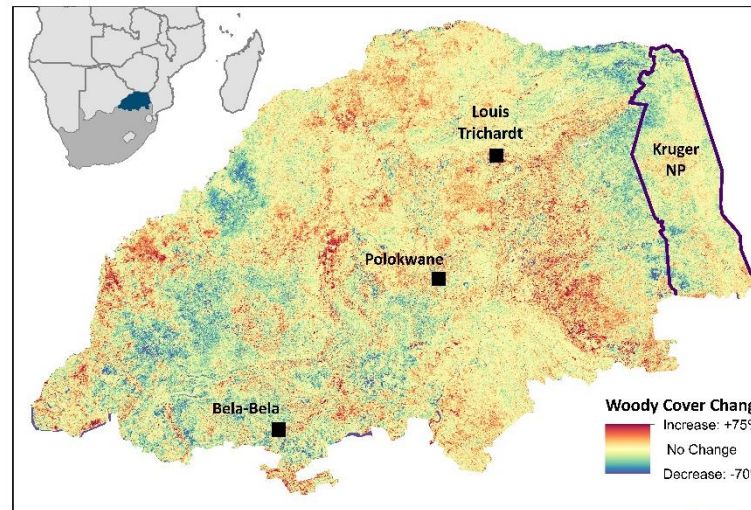 Louis
Trichardt
Kruger
NP
Polokwane
Bela-Bela
Woody Cover Chang
Increase: +75%
No Change
Decrease: -70%